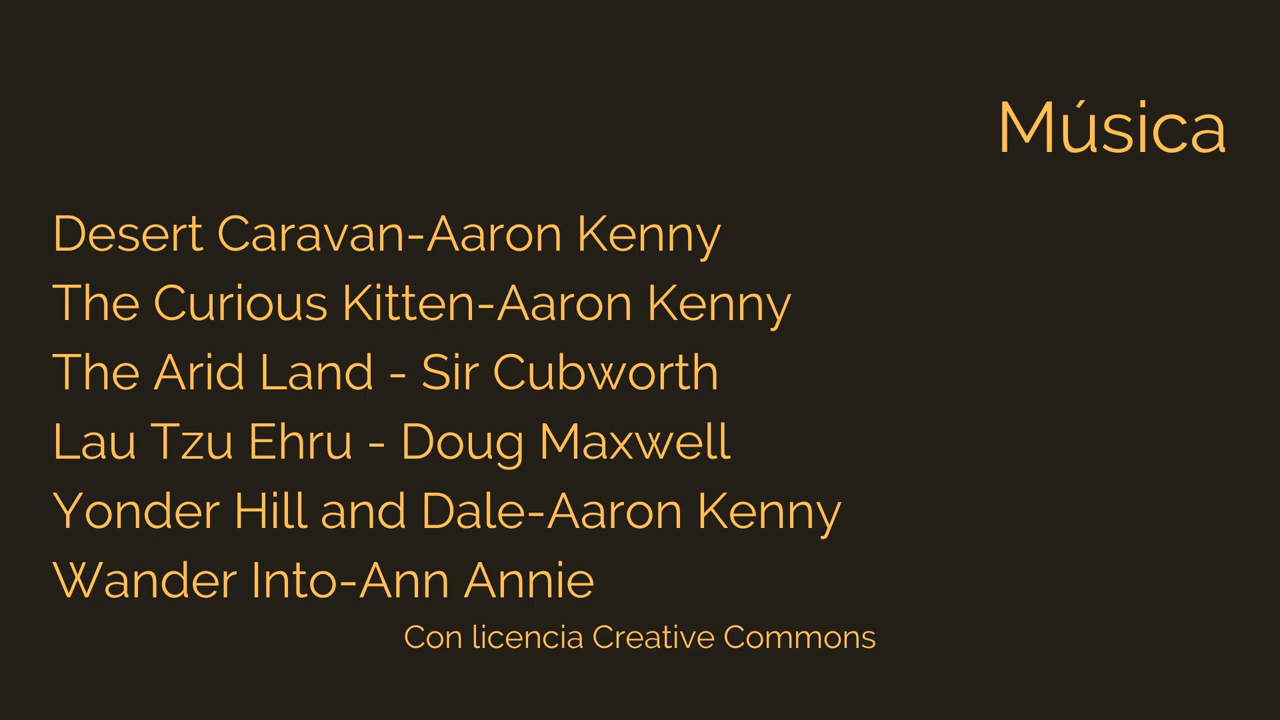 Música
Desert Caravan-Aaron Kenny
The Curious Kitten-Aaron Kenny
The Arid Land - Sir Cubworth
Lau Tzu Ehru - Doug Maxwell
Yonder Hill and Dale-Aaron Kenny
Wander Into-Ann Annie
Con licencia Creative Commons